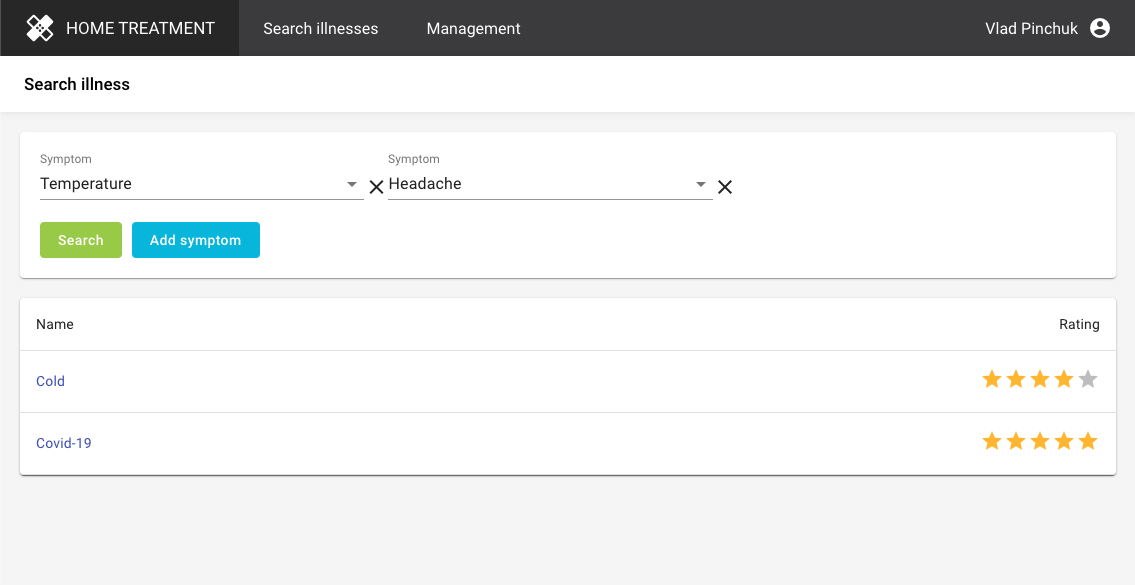 HOME TREATMENT Search illnesses Management Vlad Pinchuk
Search illness
Symptom Symptom
Temperature Headache
Search Add symptom
Name Rating
Cold
Covid-19